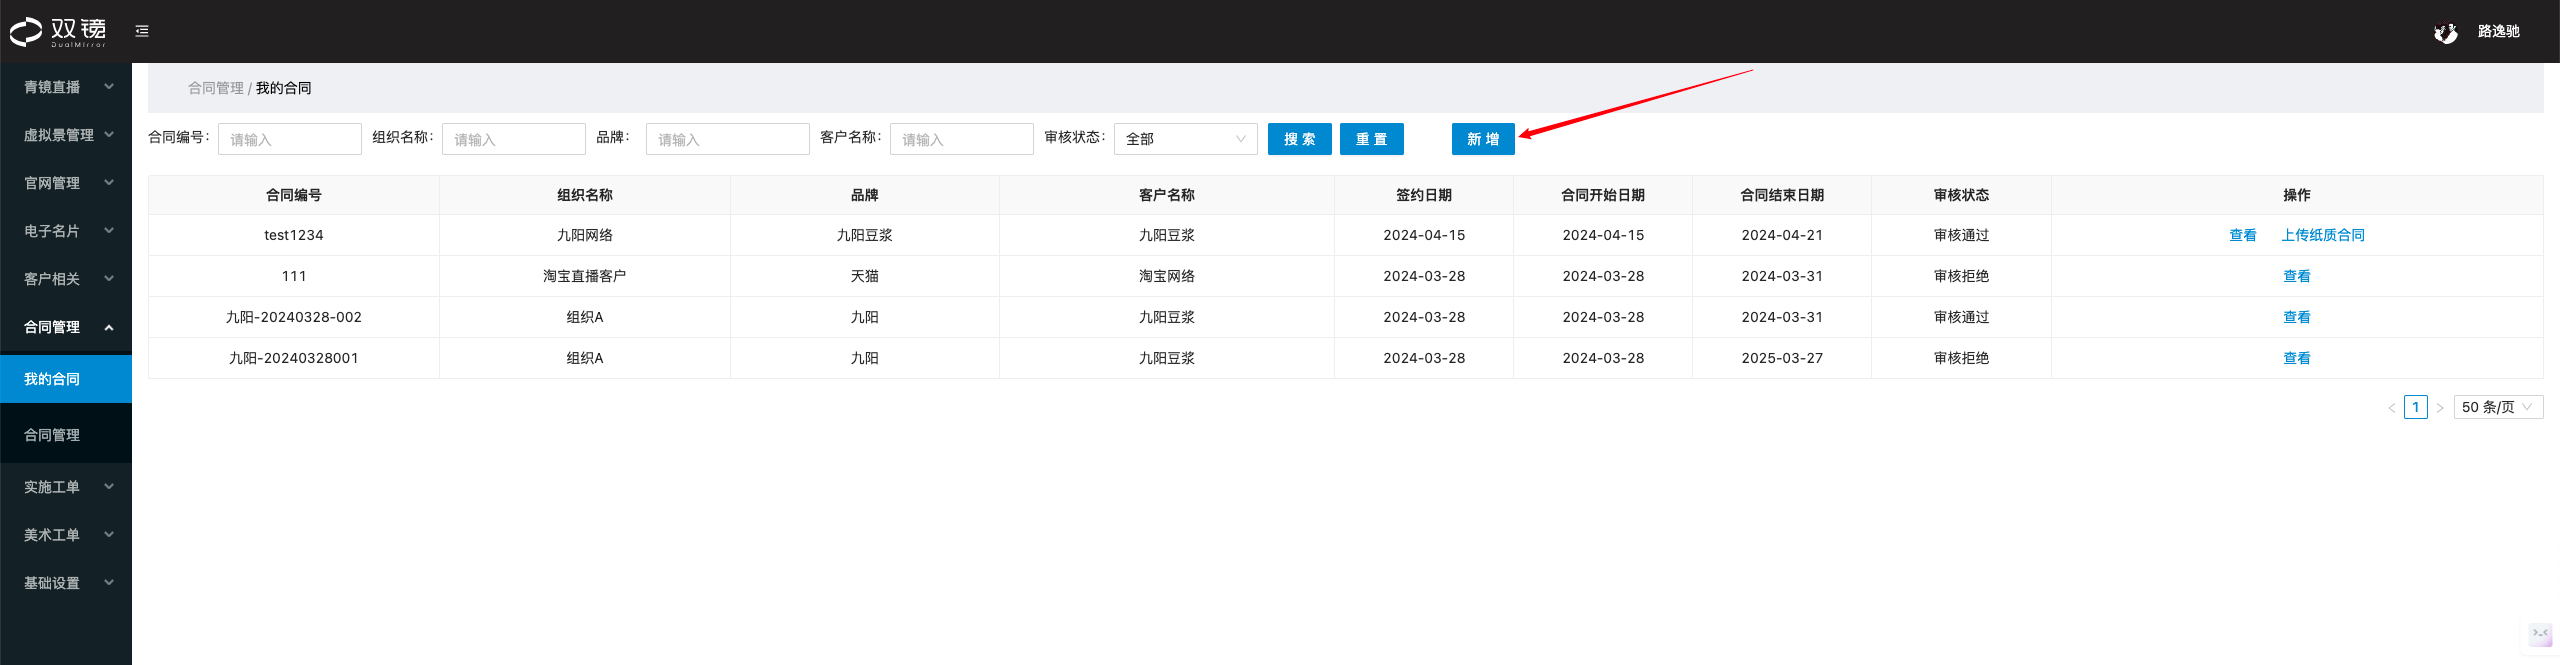 双镜
DualMirror
路逸驰
青镜直播
虚拟景管理
官网管理
电子名片
客户相关
合同管理
我的合同
合同管理
实施工单
美术工单
基础设置
合同管理 / 我的合同
合同编号: 请输入 组织名称: 请输入 品牌: 请输入 客户名称: 请输入 审核状态: 全部 搜 索 重 置 新 增
合同编号 组织名称 品牌 客户名称 签约日期 合同开始日期 合同结束日期 审核状态 操作
test1234 九阳网络 九阳豆浆 九阳豆浆 2024-04-15 2024-04-15 2024-04-21 审核通过 查看 上传纸质合同
111 淘宝直播客户 天猫 淘宝网络 2024-03-28 2024-03-28 2024-03-31 审核拒绝 查看
九阳-20240328-002 组织A 九阳 九阳豆浆 2024-03-28 2024-03-28 2024-03-31 审核通过 查看
九阳-20240328001 组织A 九阳 九阳豆浆 2024-03-28 2024-03-28 2025-03-27 审核拒绝 查看
< 1 > 50 条/页